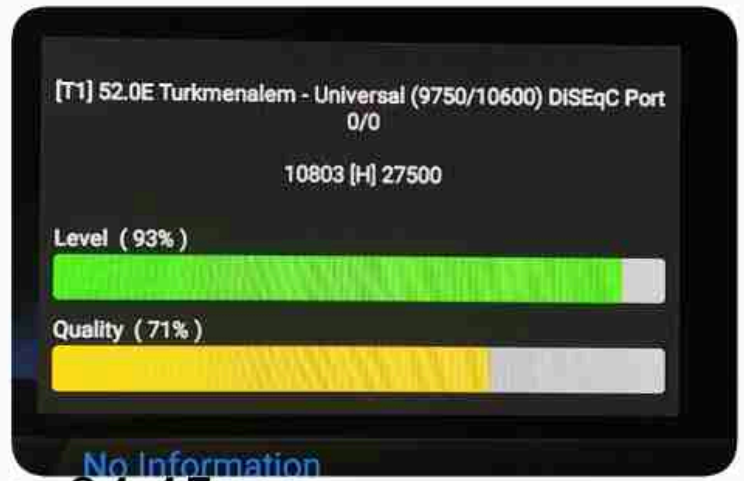 [T1] 52.0E Turkmenalem - Universal (9750/10600) DiSEqC Port
0/0
10803 [H] 27500
Level ( 93% )
Quality ( 71% )
No Information